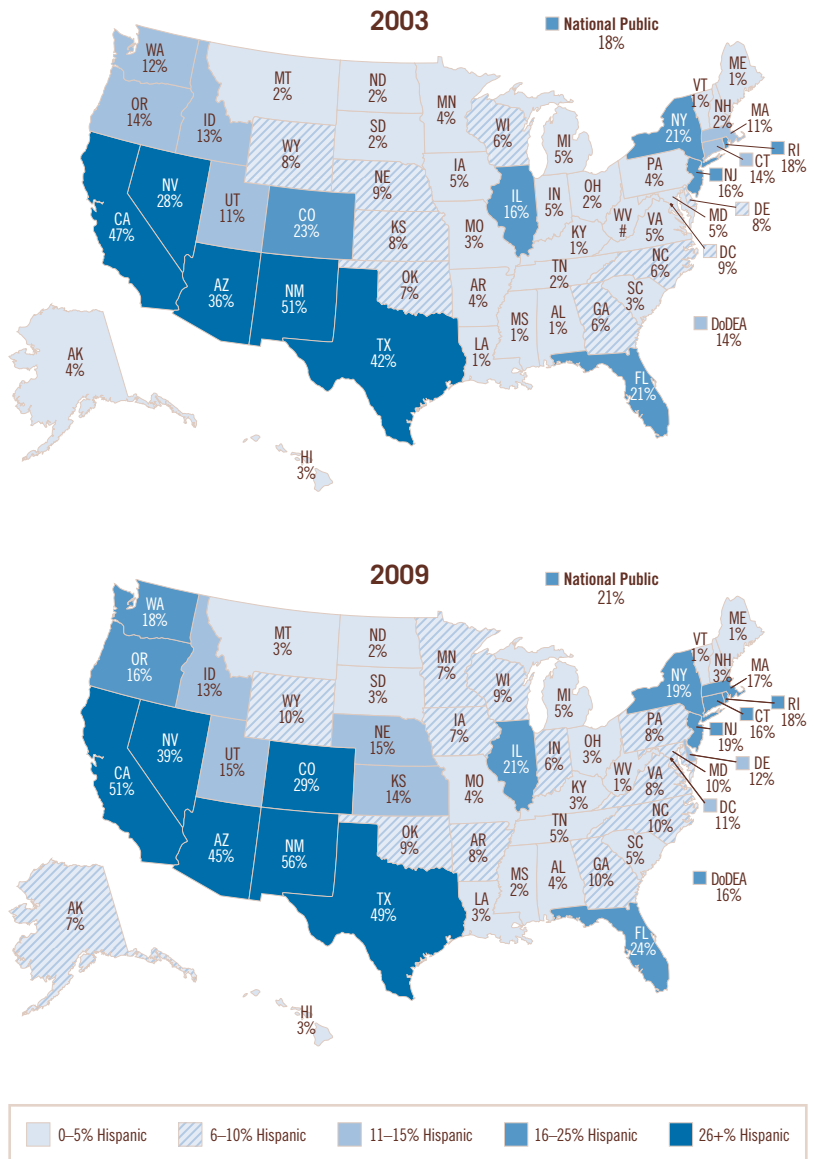 2003
National Public
18%
WA
12%
OR
14%
ID
13%
MT
2%
ND
2%
MN
4%
SD
2%
WY
8%
WI
6%
MI
5%
VT
1%
NH
2%
ME
1%
MA
11%
NY
21%
RI
18%
CT
14%
NJ
16%
PA
4%
DE
8%
MD
5%
DC
9%
NV
28%
CA
47%
UT
11%
CO
23%
NE
9%
KS
8%
IA
5%
MO
3%
IL
16%
IN
5%
OH
2%
WV
#
VA
5%
KY
1%
NC
6%
TN
2%
SC
3%
AZ
36%
NM
51%
OK
7%
TX
42%
AR
4%
LA
1%
MS
1%
AL
1%
GA
6%
FL
21%
DoDEA
14%
AK
4%
HI
3%
2009
National Public
21%
WA
18%
OR
16%
ID
13%
MT
3%
ND
2%
MN
7%
SD
3%
WY
10%
WI
9%
MI
5%
VT
1%
NH
3%
ME
1%
MA
17%
NY
19%
RI
18%
CT
16%
NJ
19%
PA
8%
DE
12%
MD
10%
DC
11%
NV
39%
CA
51%
UT
15%
CO
29%
NE
15%
KS
14%
IA
7%
MO
4%
IL
21%
IN
6%
OH
3%
WV
1%
VA
8%
KY
3%
NC
10%
TN
5%
SC
5%
AZ
45%
NM
56%
OK
9%
TX
49%
AR
8%
LA
3%
MS
2%
AL
4%
GA
10%
FL
24%
DoDEA
16%
AK
7%
HI
3%
0–5% Hispanic
6–10% Hispanic
11–15% Hispanic
16–25% Hispanic
26+% Hispanic